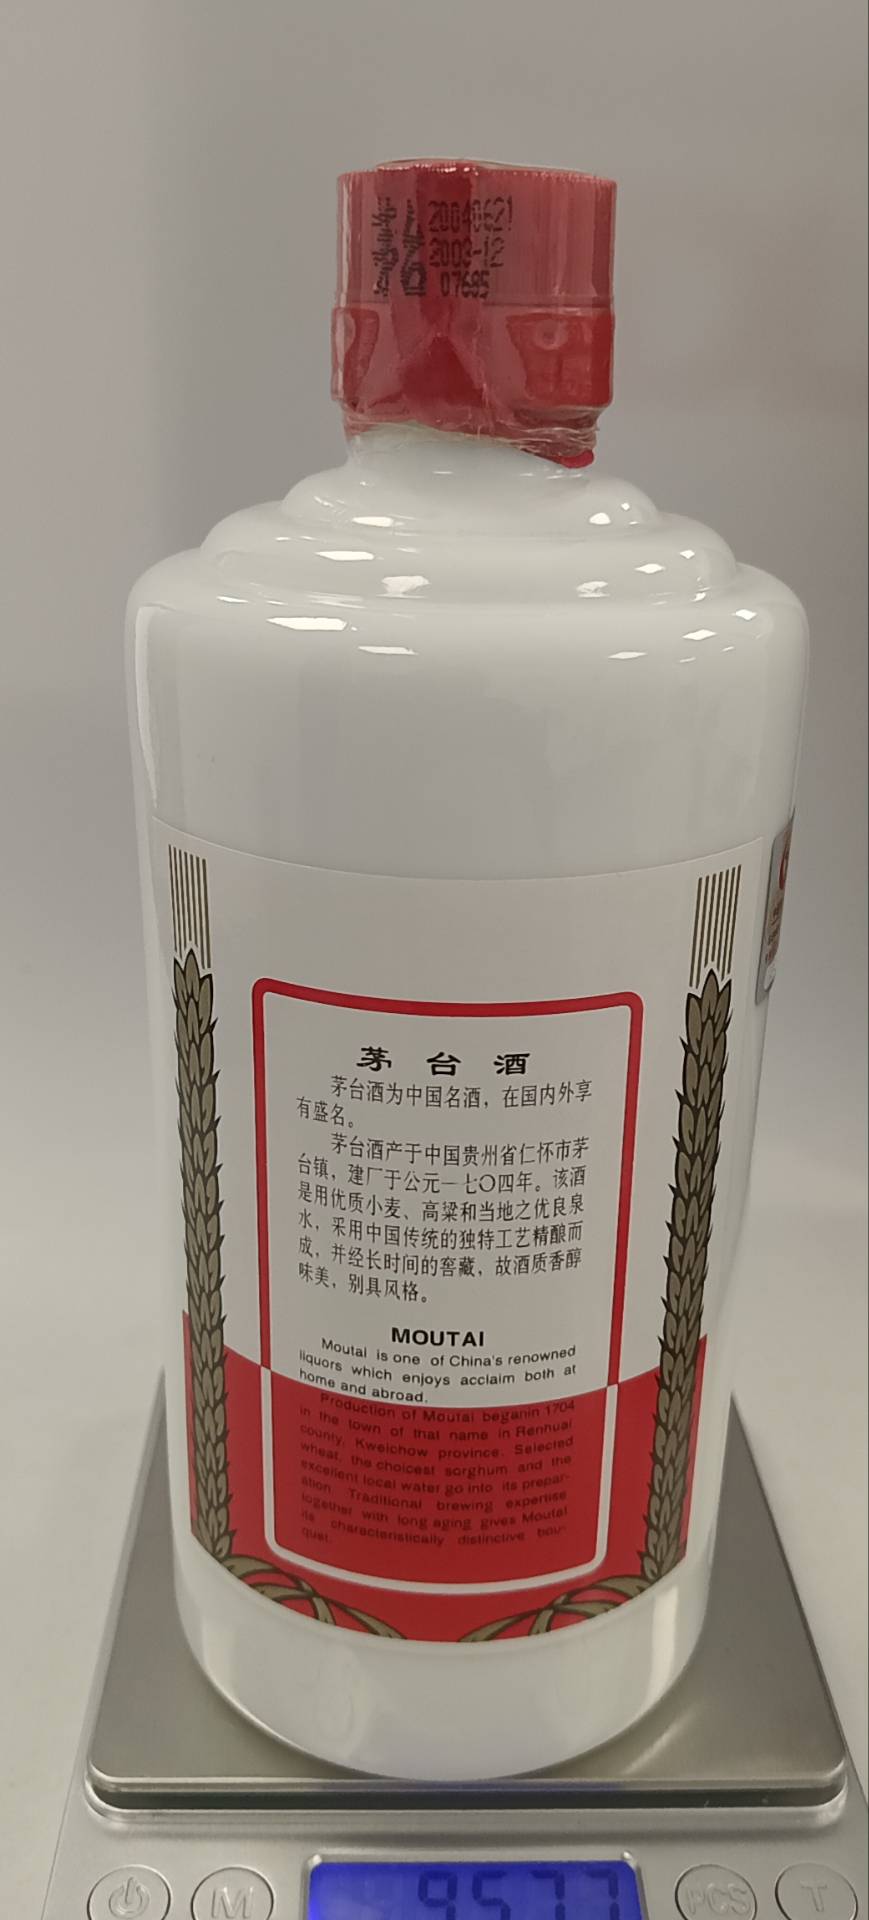 茅台
20040621
2003-12
07685
茅台酒
茅台酒为中国名酒，在国内外享
有盛名。
茅台酒产于中国贵州省仁怀市茅
台镇，建厂于公元一七〇四年。该酒
是用优质小麦、高粱和当地之优良泉
水，采用中国传统的独特工艺精酿而
成，并经长时间的窖藏，故酒质香醇
味美，别具风格。
MOUTAI
Moutai is one of China's renowned
liquors which enjoys acclaim both at
home and abroad.
Production of Moutai beganin 1704
in the town of that name in Renhuai
county, Kweichow province. Selected
wheat, the choicest sorghum and the
excellent local water go into its prepar-
ation. Traditional brewing expertise
together with long aging gives Moutai
its characteristically distinctive bou-
quet.
M
PCS
T